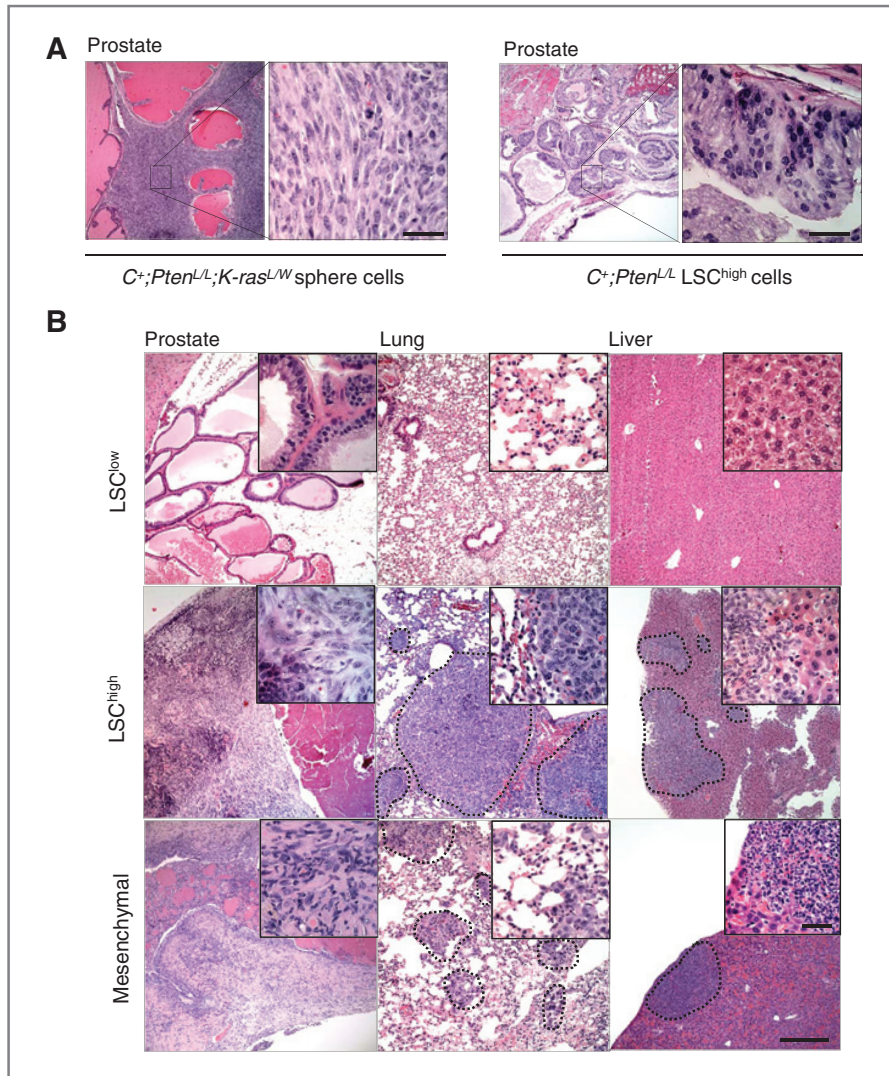 A
Prostate
Prostate
C⁺;Ptenᴸ/ᴸ;K-rasᴸ/ᵂ sphere cells
C⁺;Ptenᴸ/ᴸ LSCʰⁱᵍʰ cells
B
Prostate Lung Liver
LSCˡᵒʷ
LSCʰⁱᵍʰ
Mesenchymal